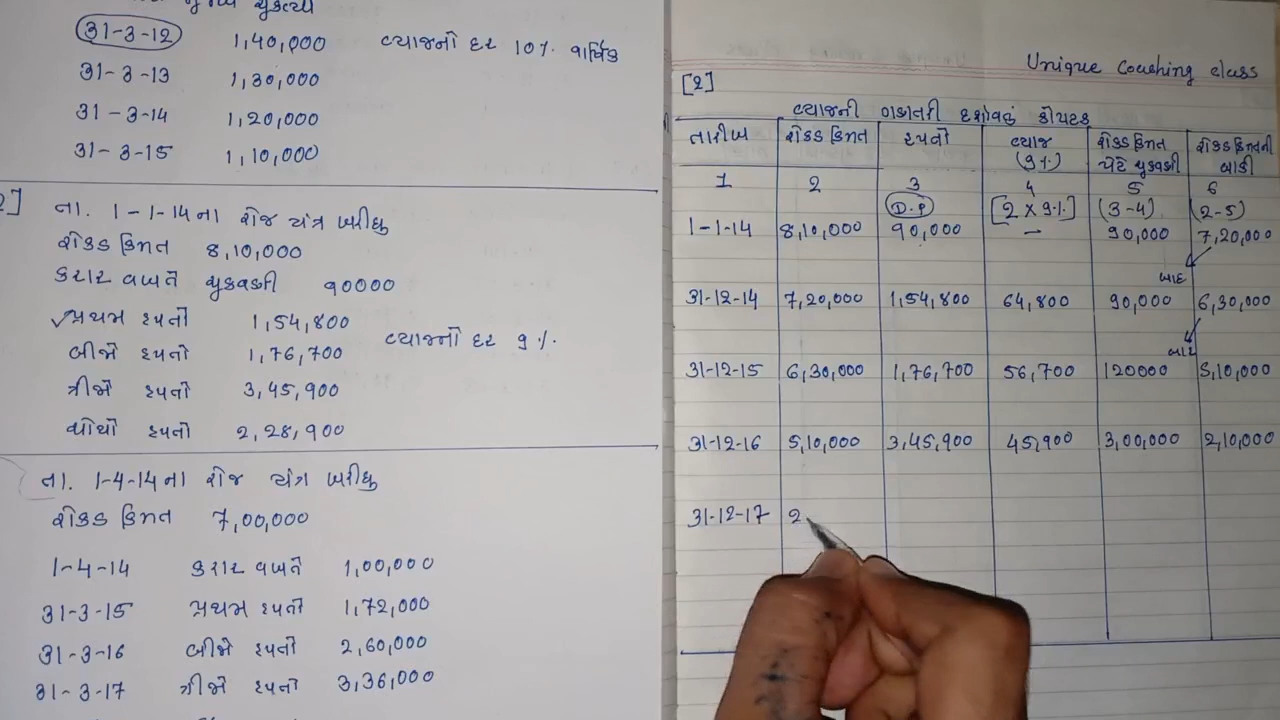 31-3-12 1,40,000 વ્યાજનો દર 10% વાર્ષિક
31-3-13 1,30,000
31-3-14 1,20,000
31-3-15 1,10,000
તા. 1-1-14ના રોજ યંત્ર ખરીદ્યુ
રોકડ કિંમત 8,10,000
કરાર વખતે ચુકવણી 90000
✓પ્રથમ હપ્તો 1,54,800
બીજો હપ્તો 1,76,700 વ્યાજનો દર 9%.
ત્રીજો હપ્તો 3,45,900
ચોથો હપ્તો 2,28,900
તા. 1-4-14ના રોજ યંત્ર ખરીદ્યુ
રોકડ કિંમત 7,00,000
1-4-14 કરાર વખતે 1,00,000
31-3-15 પ્રથમ હપ્તો 1,72,000
31-3-16 બીજો હપ્તો 2,60,000
31-3-17 ત્રીજો હપ્તો 3,36,000
Unique Coaching class
[2]
વ્યાજની ગણતરી દર્શાવતું કોષ્ટક
તારીખ રોકડ કિંમત હપ્તો વ્યાજ (9%) રોકડ કિંમત પેટે ચુકવણી રોકડ કિંમતની બાકી
1 2 3 4 5 6
D.P [2 X 9%] (3-4) (2-5)
1-1-14 8,10,000 90,000 — 90,000 7,20,000
બાદ
31-12-14 7,20,000 1,54,800 64,800 90,000 6,30,000
બાદ
31-12-15 6,30,000 1,76,700 56,700 120000 5,10,000
31-12-16 5,10,000 3,45,900 45,900 3,00,000 2,10,000
31-12-17 2